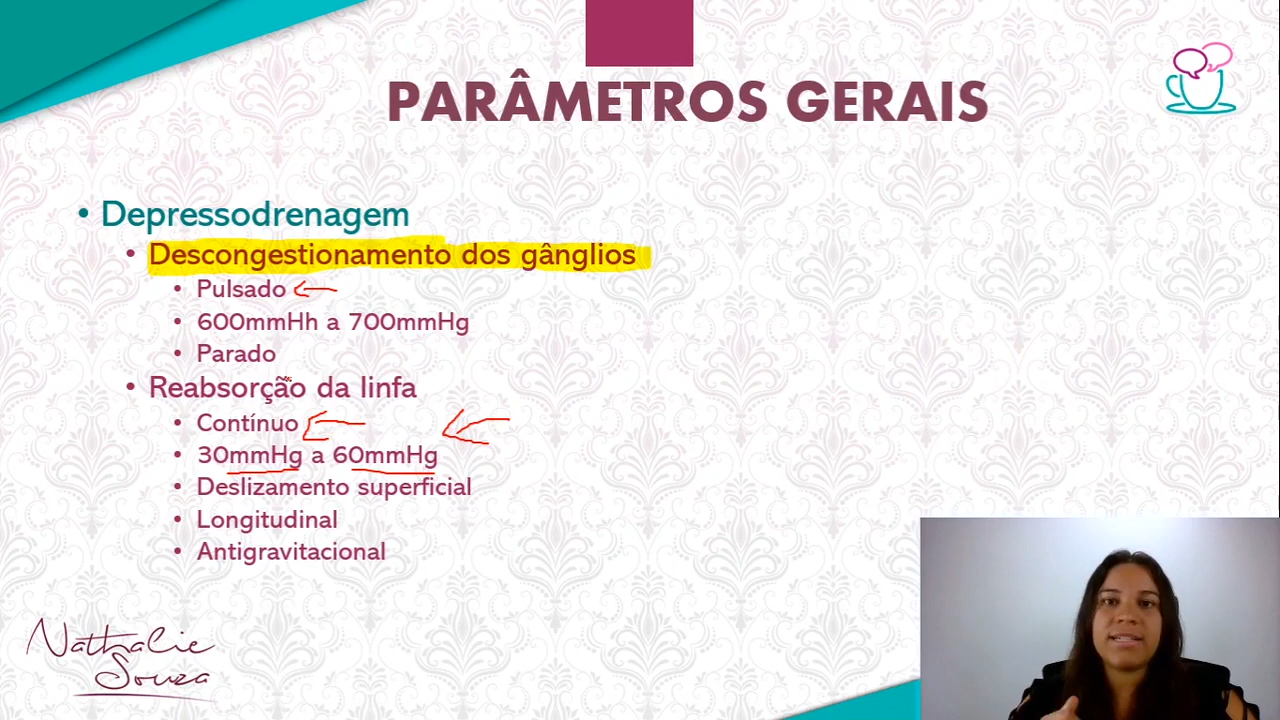 PARÂMETROS GERAIS
• Depressodrenagem
• Descongestionamento dos gânglios
• Pulsado
• 600mmHh a 700mmHg
• Parado
• Reabsorção da linfa
• Contínuo
• 30mmHg a 60mmHg
• Deslizamento superficial
• Longitudinal
• Antigravitacional
Nathalie
Souza